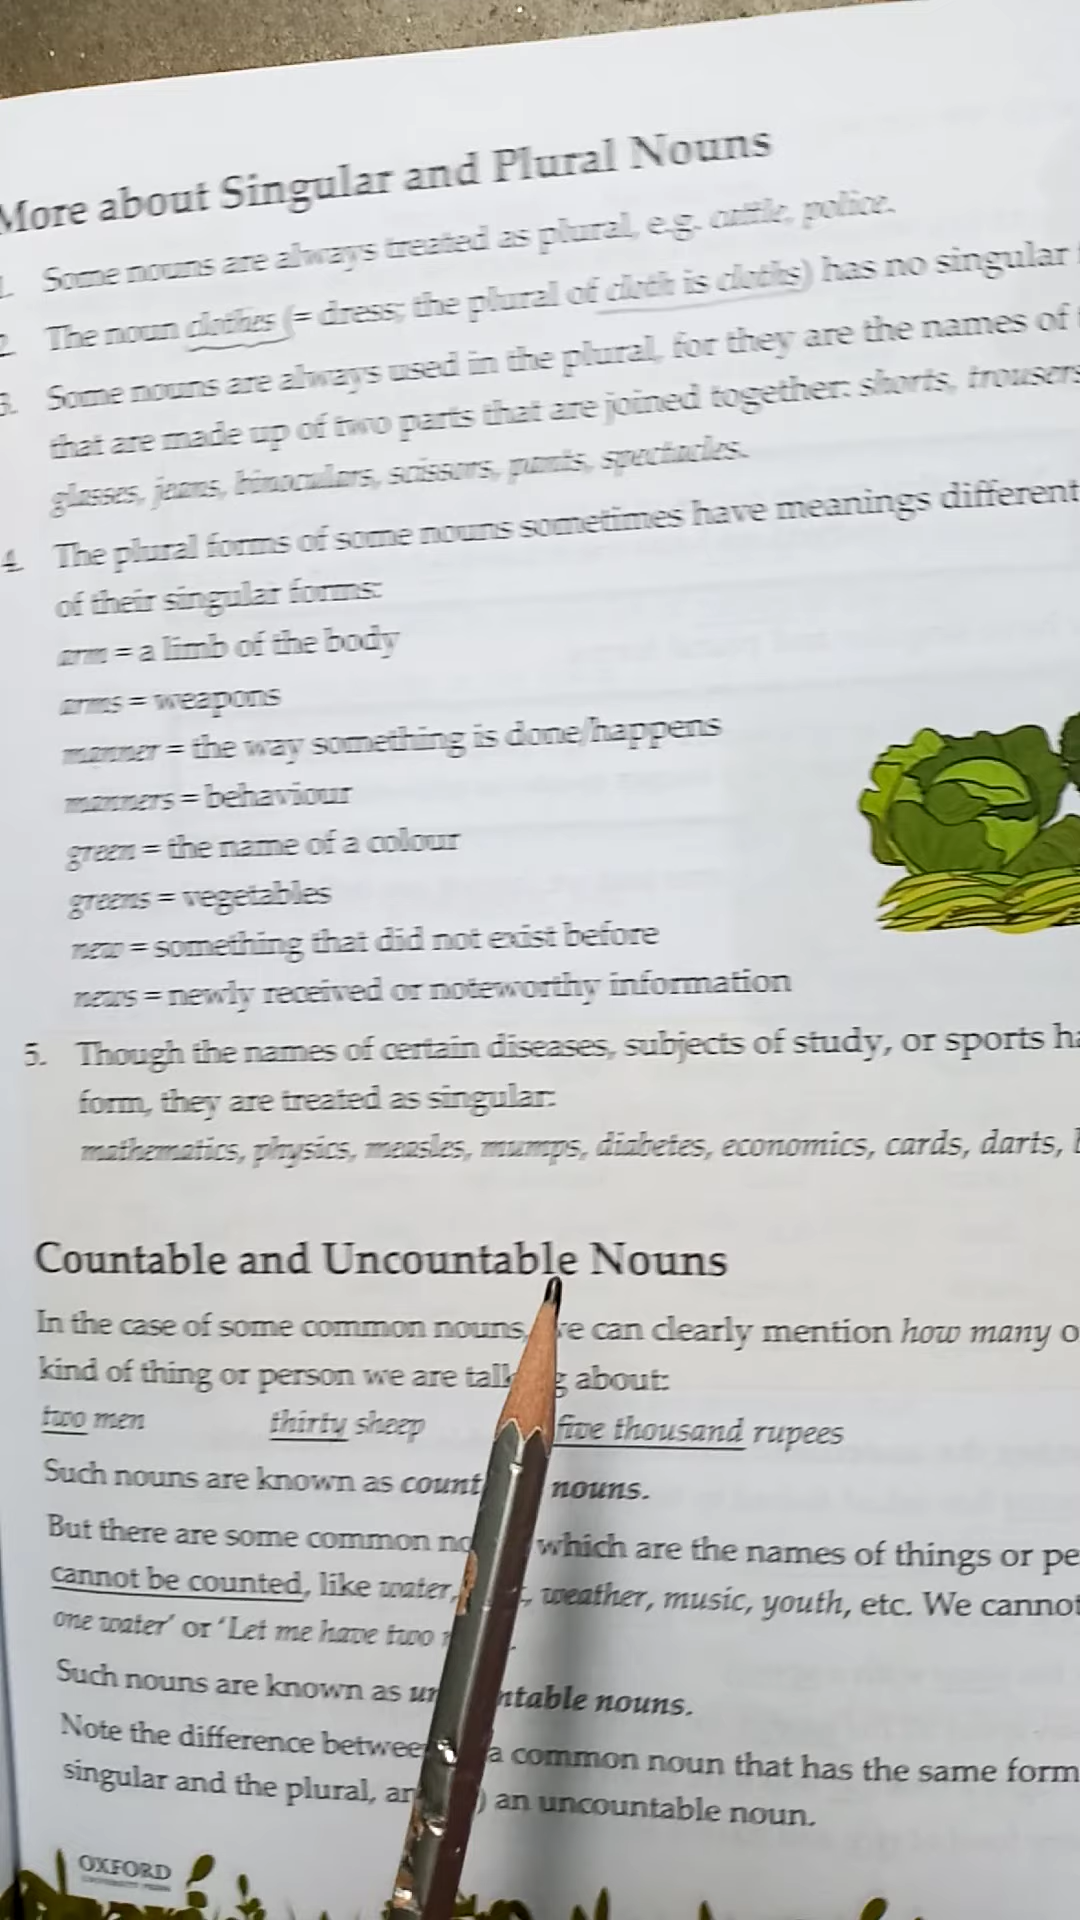 More about Singular and Plural Nouns
1. Some nouns are always treated as plural, e.g. cattle, police.
2. The noun clothes (= dress; the plural of cloth is cloths) has no singular
3. Some nouns are always used in the plural, for they are the names of
that are made up of two parts that are joined together: shorts, trousers
glasses, jeans, binoculars, scissors, pants, spectacles.
4. The plural forms of some nouns sometimes have meanings different
of their singular forms:
arm = a limb of the body
arms = weapons
manner = the way something is done/happens
manners = behaviour
green = the name of a colour
greens = vegetables
new = something that did not exist before
news = newly received or noteworthy information
5. Though the names of certain diseases, subjects of study, or sports ha
form, they are treated as singular:
mathematics, physics, measles, mumps, diabetes, economics, cards, darts,
Countable and Uncountable Nouns
In the case of some common nouns, we can clearly mention how many o
kind of thing or person we are talking about:
two men thirty sheep five thousand rupees
Such nouns are known as count nouns.
But there are some common no which are the names of things or pe
cannot be counted, like water, weather, music, youth, etc. We cannot
one water' or 'Let me have two
Such nouns are known as un ntable nouns.
Note the difference between a common noun that has the same form
singular and the plural, an ) an uncountable noun.
OXFORD
UNIVERSITY PRESS